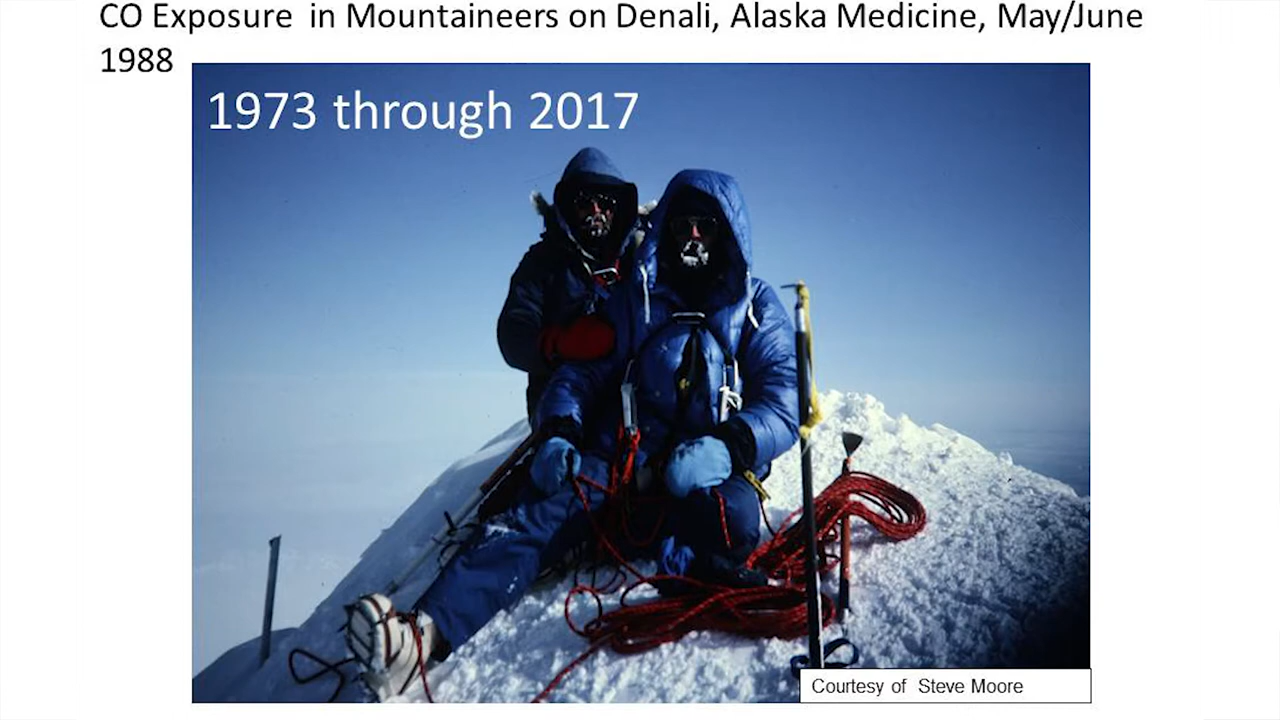 CO Exposure  in Mountaineers on Denali, Alaska Medicine, May/June
1988
1973 through 2017
Courtesy of  Steve Moore